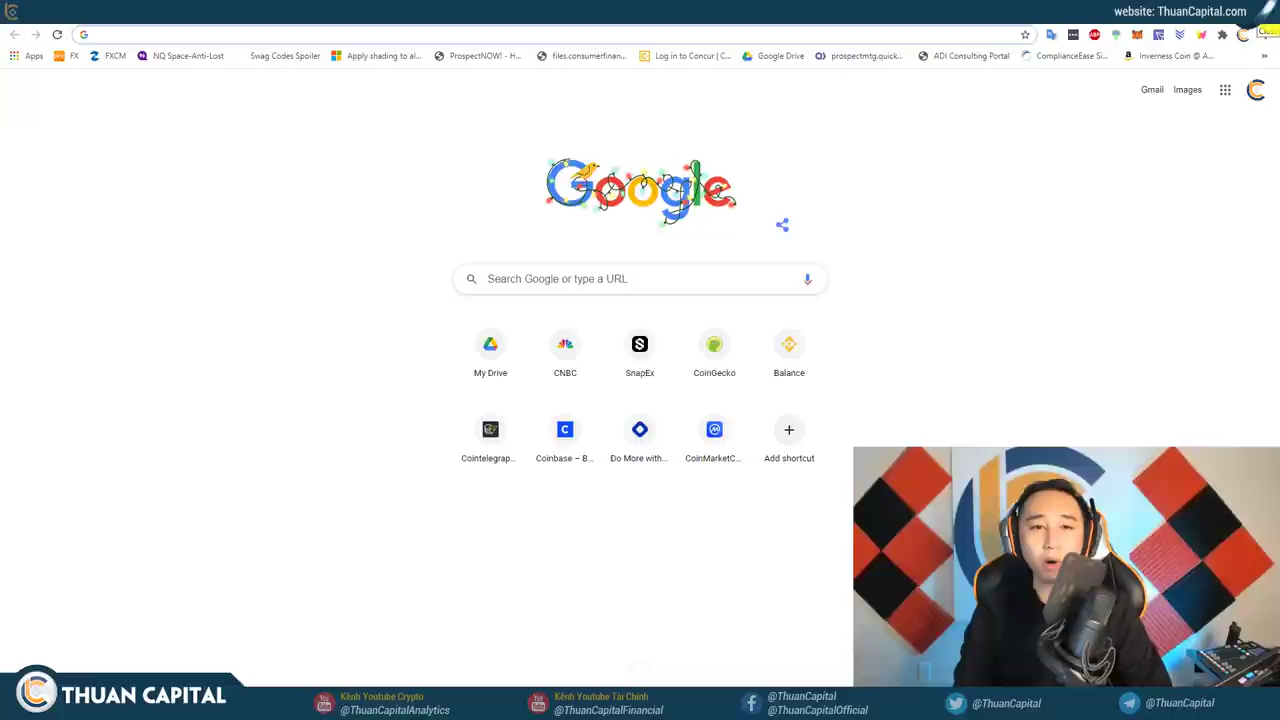 website: ThuanCapital.com
Apps
FX
FXCM
NQ Space-Anti-Lost
Swag Codes Spoiler
Apply shading to al...
ProspectNOW! - H...
files.consumerfinan...
Log in to Concur | C...
Google Drive
prospectmtg.quick...
ADI Consulting Portal
ComplianceEase Si...
Inverness Coin @ A...
»
Gmail
Images
Google
Search Google or type a URL
My Drive
CNBC
SnapEx
CoinGecko
Balance
Cointelegrap...
Coinbase – B...
Do More with...
CoinMarketC...
Add shortcut
THUAN CAPITAL
Kênh Youtube Crypto
@ThuanCapitalAnalytics
Kênh Youtube Tài Chính
@ThuanCapitalFinancial
@ThuanCapital
@ThuanCapitalOfficial
@ThuanCapital
@ThuanCapital